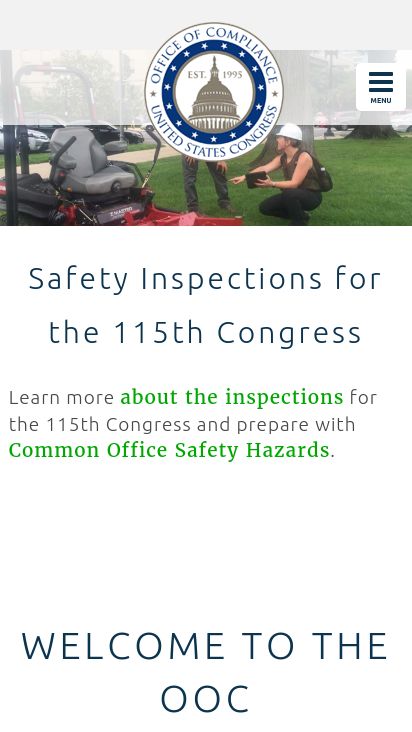 OFFICE OF COMPLIANCE
EST. 1995
UNITED STATES CONGRESS
MENU
Safety Inspections for
the 115th Congress
Learn more about the inspections for
the 115th Congress and prepare with
Common Office Safety Hazards.
WELCOME TO THE
OOC